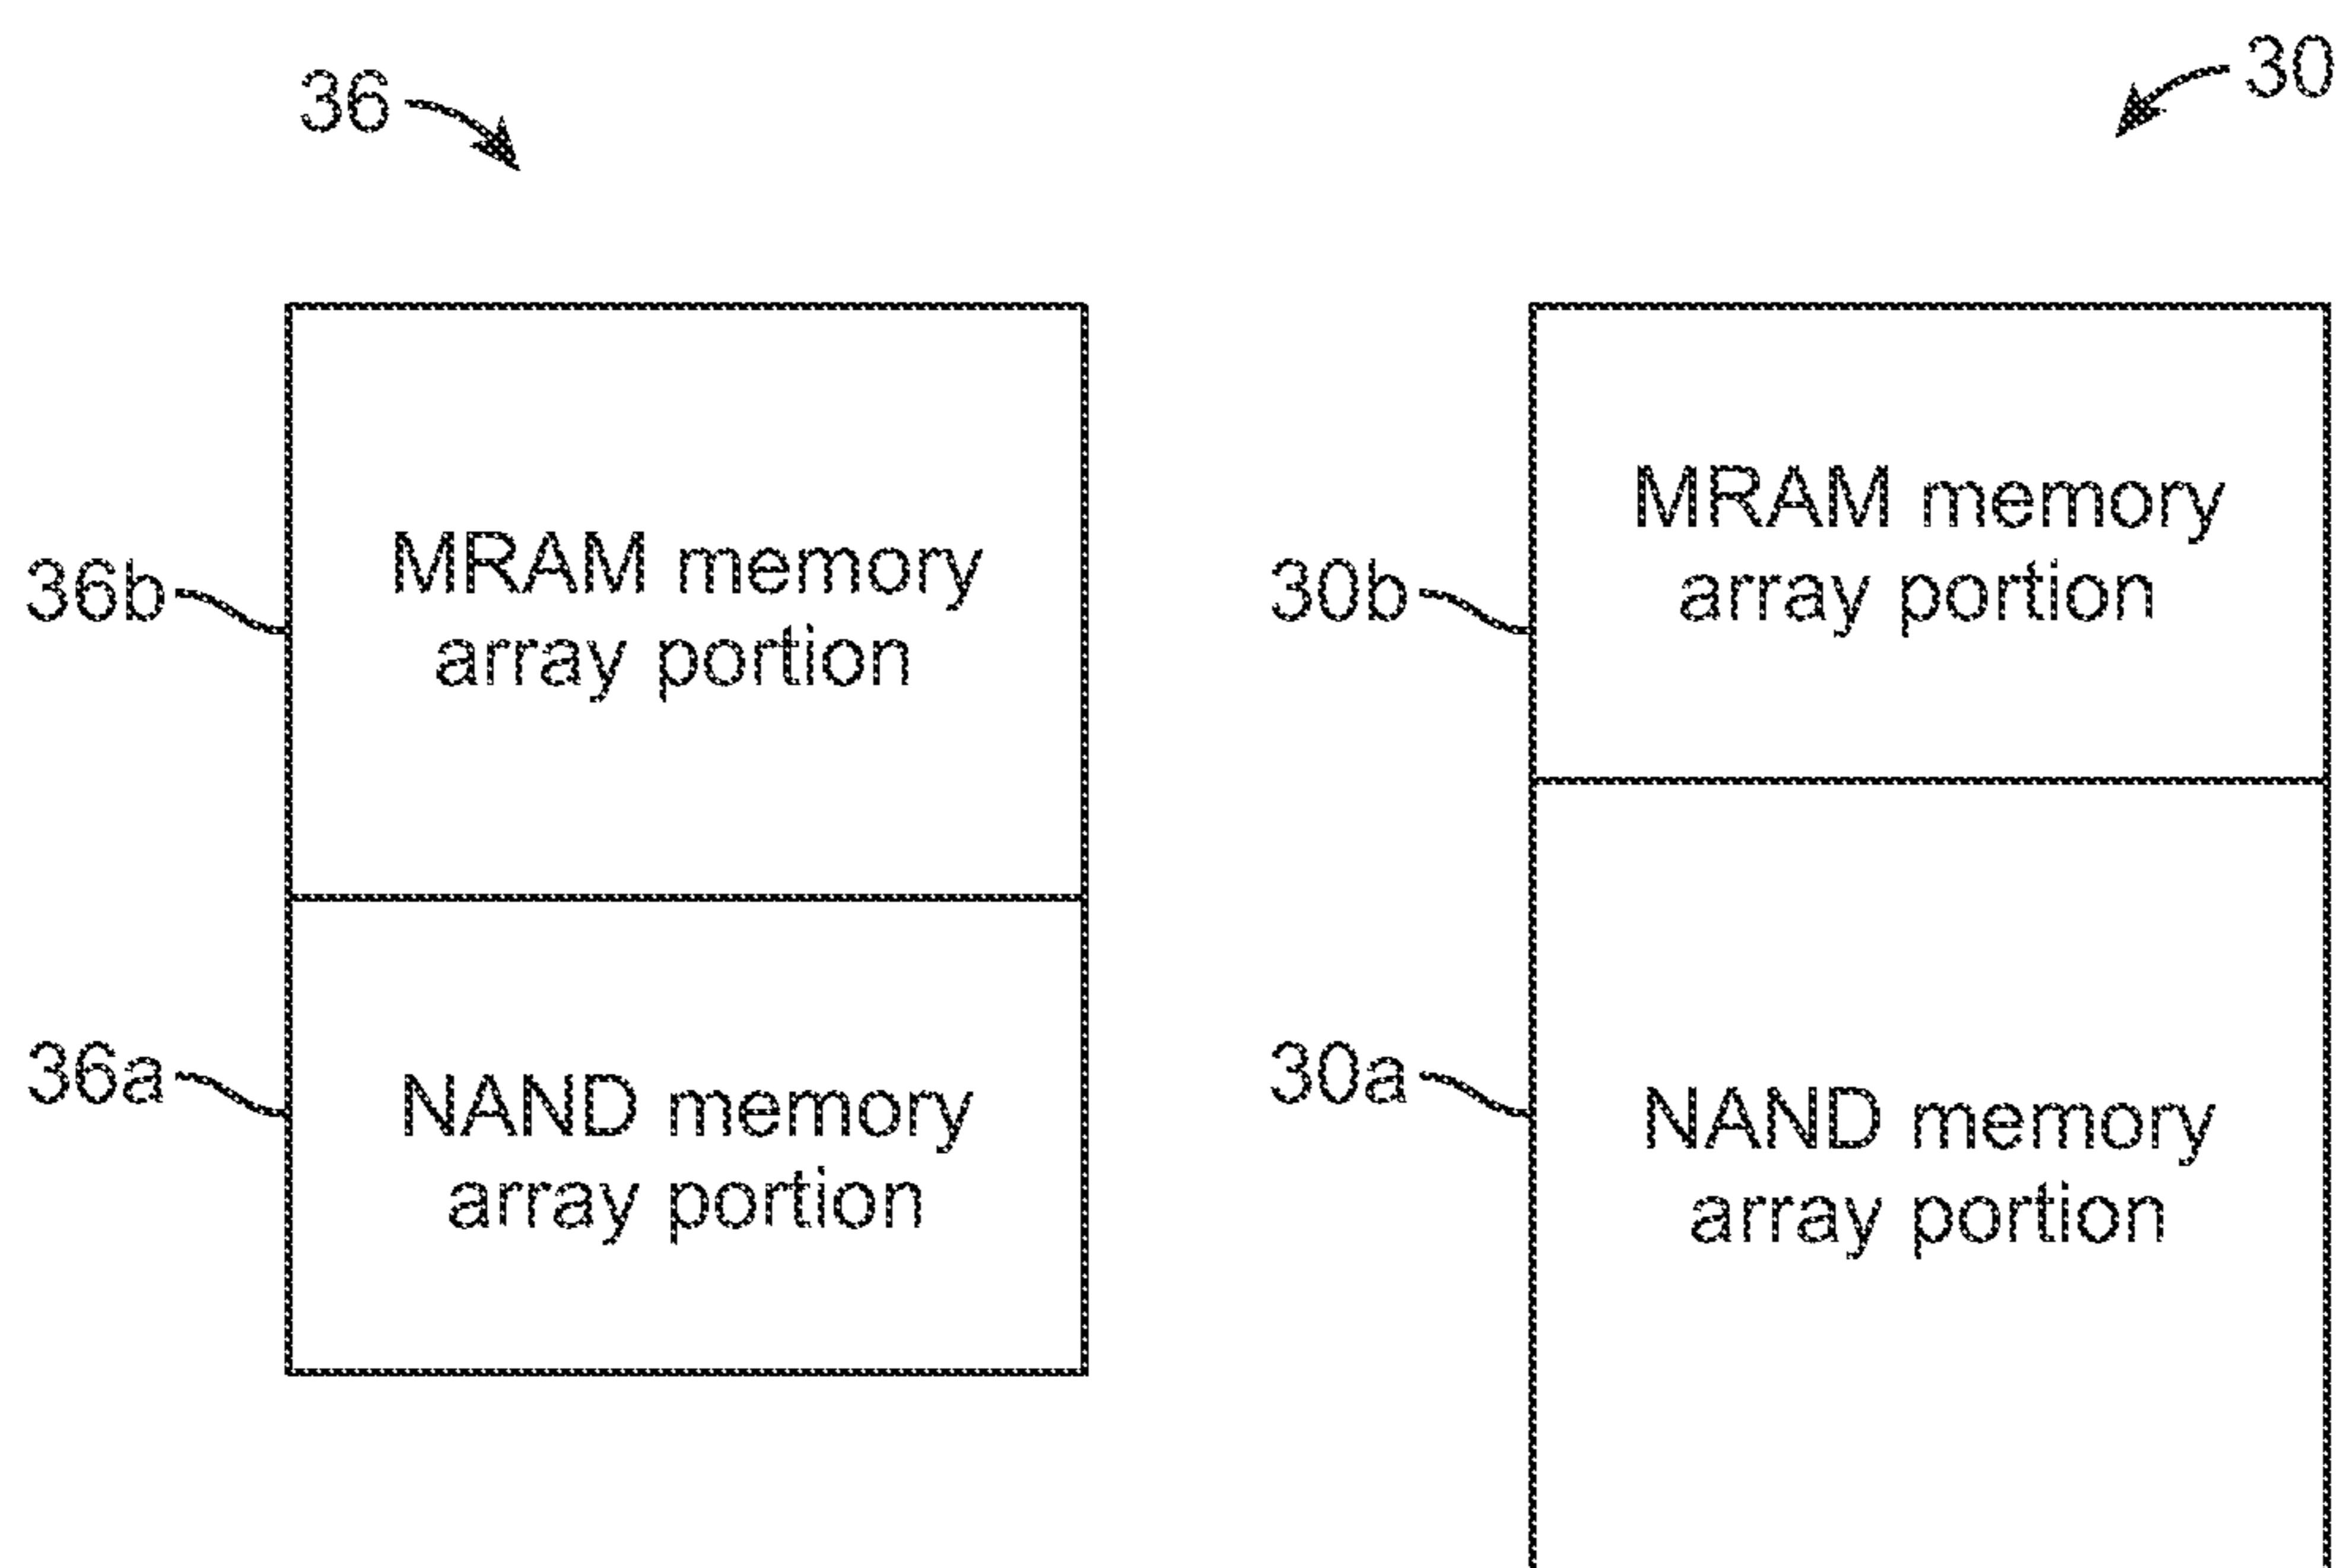 36
MRAM memory
array portion
36b
NAND memory
array portion
36a
30
MRAM memory
array portion
30b
NAND memory
array portion
30a